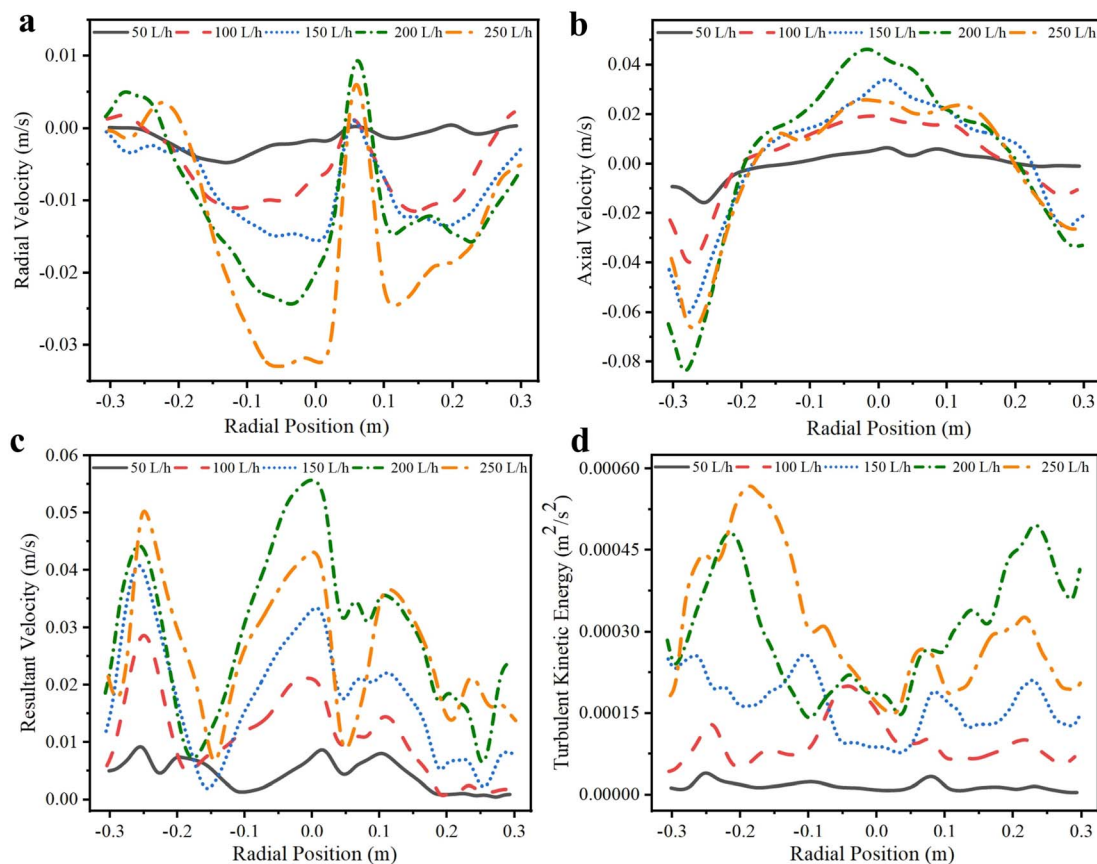 a
50 L/h 100 L/h 150 L/h 200 L/h 250 L/h
0.01
0.00
-0.01
-0.02
-0.03
Radial Velocity (m/s)
-0.3 -0.2 -0.1 0.0 0.1 0.2 0.3
Radial Position (m)
b
50 L/h 100 L/h 150 L/h 200 L/h 250 L/h
0.04
0.02
0.00
-0.02
-0.04
-0.06
-0.08
Axial Velocity (m/s)
-0.3 -0.2 -0.1 0.0 0.1 0.2 0.3
Radial Position (m)
c
50 L/h 100 L/h 150 L/h 200 L/h 250 L/h
0.06
0.05
0.04
0.03
0.02
0.01
0.00
Resultant Velocity (m/s)
-0.3 -0.2 -0.1 0.0 0.1 0.2 0.3
Radial Position (m)
d
50 L/h 100 L/h 150 L/h 200 L/h 250 L/h
0.00060
0.00045
0.00030
0.00015
0.00000
Turbulent Kinetic Energy (m²/s²)
-0.3 -0.2 -0.1 0.0 0.1 0.2 0.3
Radial Position (m)